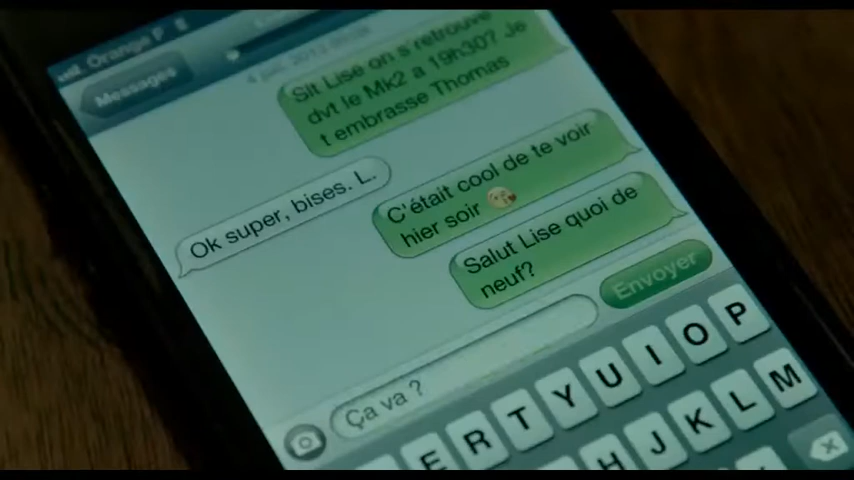 Orange F
Messages
Slt Lise on s'retrouve
dvt le Mk2 a 19h30? Je
t embrasse Thomas
Ok super, bises. L.
C'était cool de te voir
hier soir
Salut Lise quoi de
neuf?
Envoyer
Ça va ?
E R T Y U I O P
H J K L M